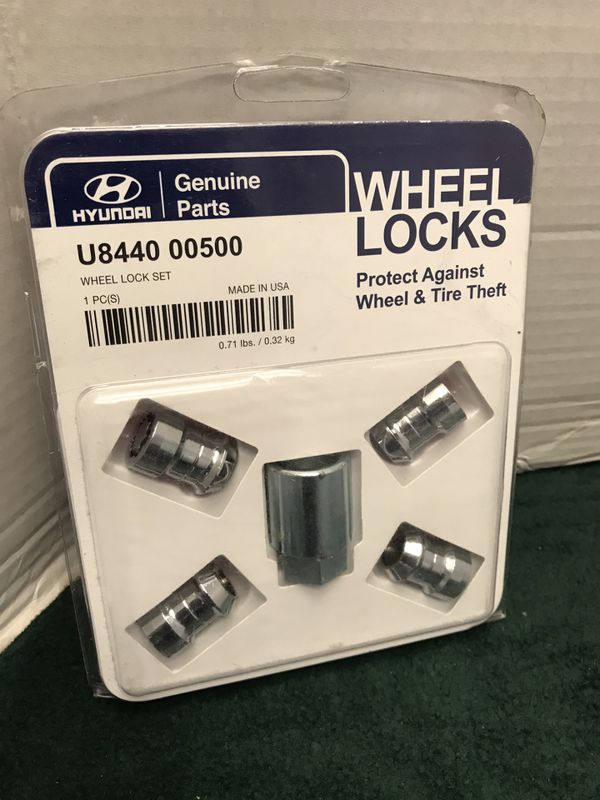 HYUNDAI
Genuine
Parts
WHEEL
LOCKS
Protect Against
Wheel & Tire Theft
U8440 00500
WHEEL LOCK SET
1 PC(S)
MADE IN USA
0.71 lbs. / 0.32 kg